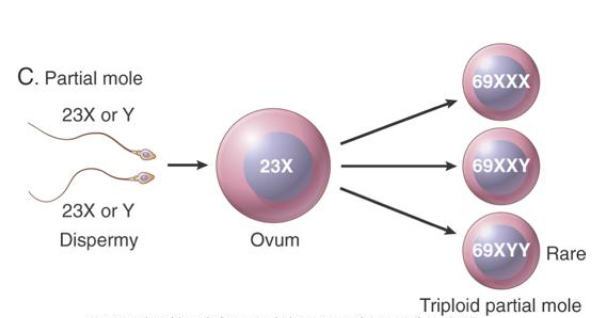 C. Partial mole
23X or Y
23X or Y
Dispermy
23X
Ovum
69XXX
69XXY
69XYY
Rare
Triploid partial mole